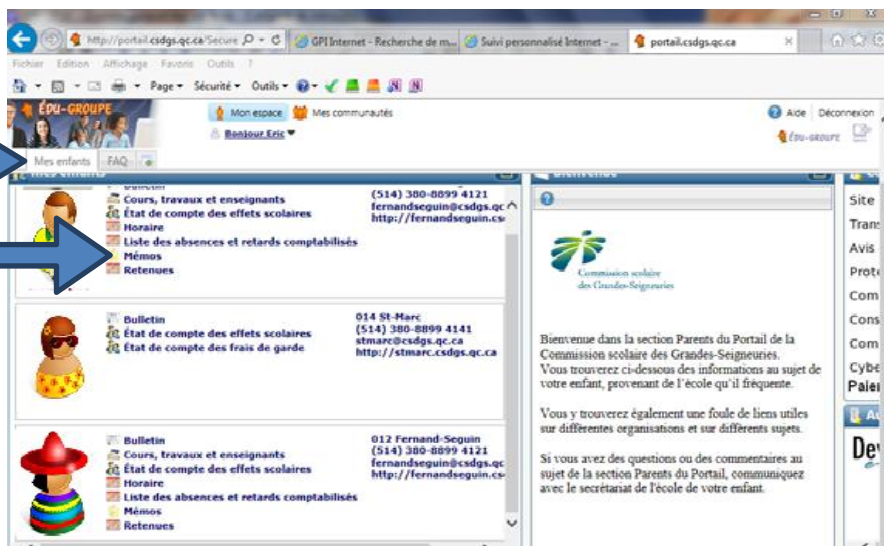 http://portail.csdgs.qc.ca/Secure
GPI Internet - Recherche de m...
Suivi personnalisé Internet - ...
portail.csdgs.qc.ca
Fichier Edition Affichage Favoris Outils ?
Page Sécurité Outils
ÉDU-GROUPE
Mon espace
Mes communautés
Aide
Déconnexion
Bonjour Eric
Édu-groupe
Mes enfants
FAQ
Mes enfants
Bulletin
Cours, travaux et enseignants
État de compte des effets scolaires
Horaire
Liste des absences et retards comptabilisés
Mémos
Retenues
(514) 380-8899 4121
fernandseguin@csdgs.qc
http://fernandseguin.cs
Bulletin
État de compte des effets scolaires
État de compte des frais de garde
014 St-Marc
(514) 380-8899 4141
stmarc@csdgs.qc.ca
http://stmarc.csdgs.qc.ca
Bulletin
Cours, travaux et enseignants
État de compte des effets scolaires
Horaire
Liste des absences et retards comptabilisés
Mémos
Retenues
012 Fernand-Seguin
(514) 380-8899 4121
fernandseguin@csdgs.qc
http://fernandseguin.cs
Bienvenue
Commission scolaire
des Grandes-Seigneuries
Bienvenue dans la section Parents du Portail de la
Commission scolaire des Grandes-Seigneuries.
Vous trouverez ci-dessous des informations au sujet de
votre enfant, provenant de l'école qu'il fréquente.
Vous y trouverez également une foule de liens utiles
sur différentes organisations et sur différents sujets.
Si vous avez des questions ou des commentaires au
sujet de la section Parents du Portail, communiquez
avec le secrétariat de l'école de votre enfant.
Site
Trans
Avis
Prote
Com
Cons
Com
Cybe
Paie